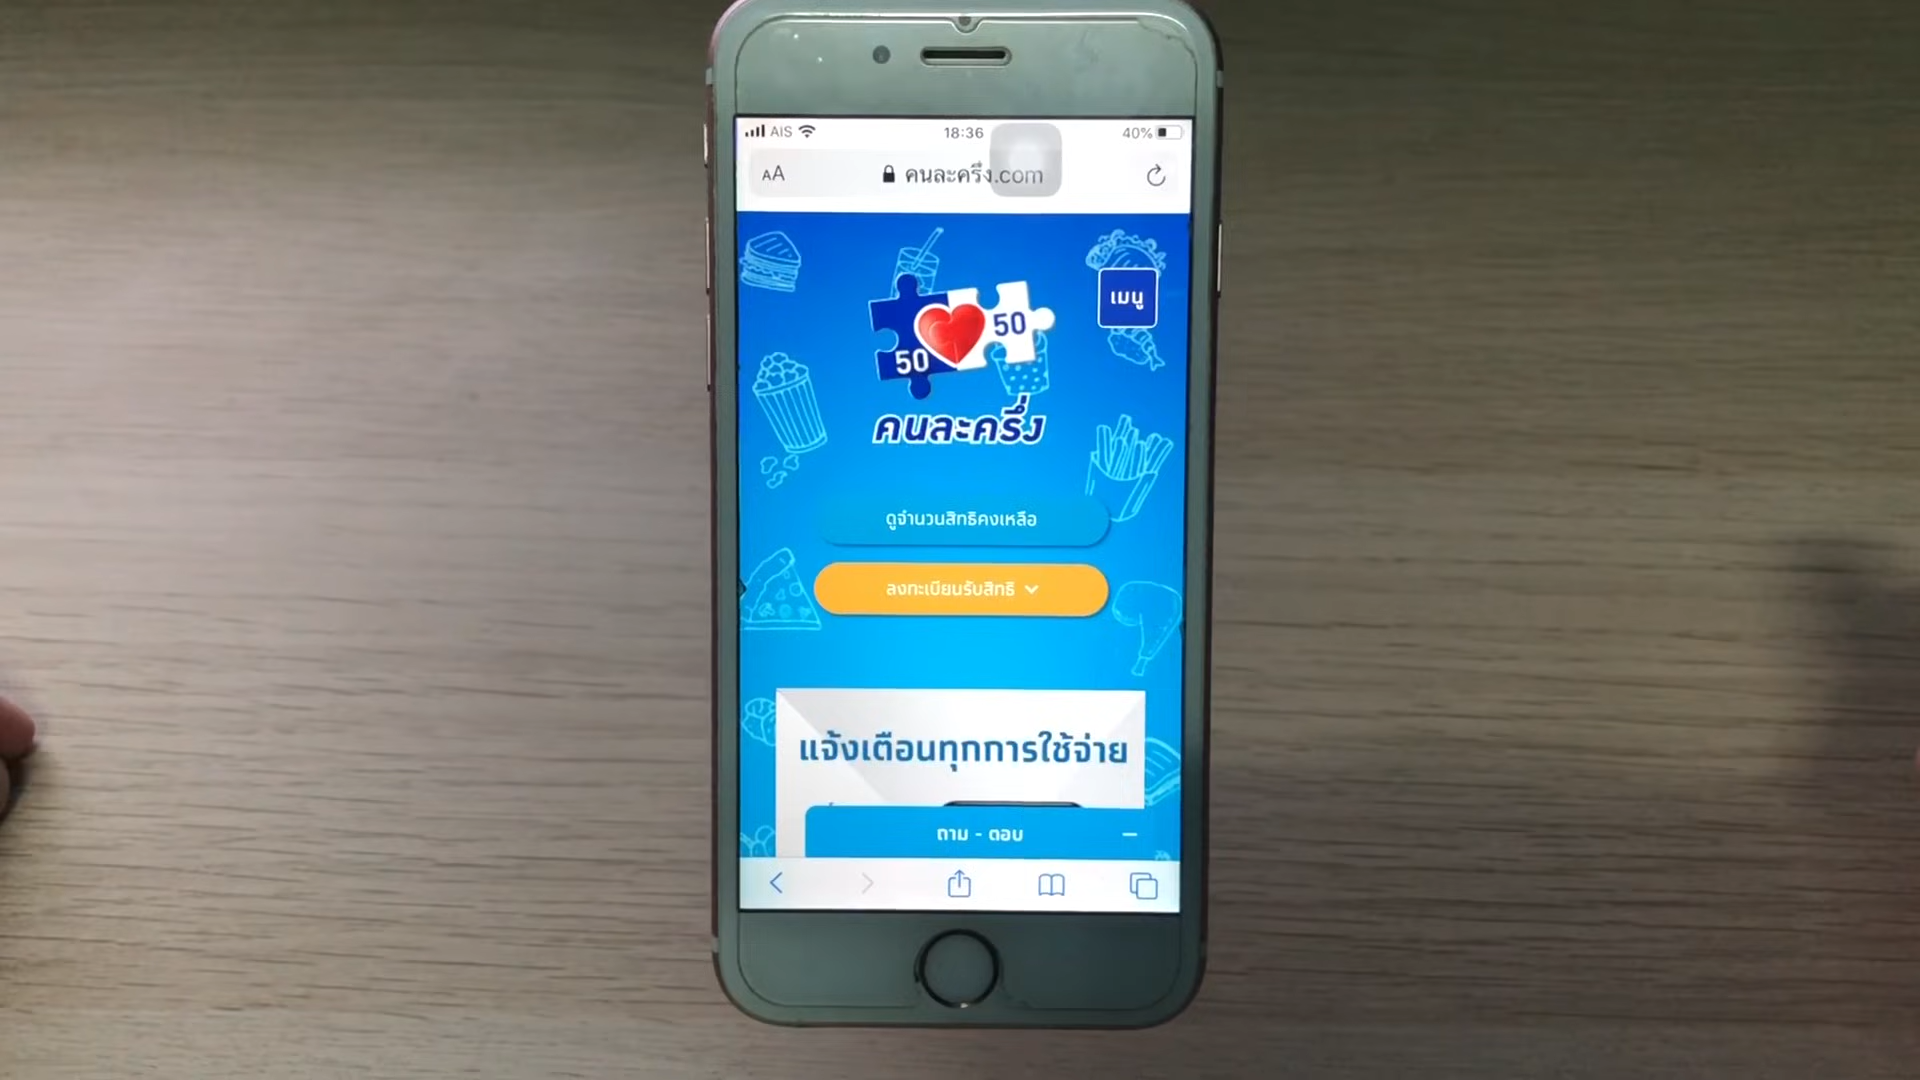 AIS 18:36 40%
AA คนละครึ่ง.com
เมนู
50 50
คนละครึ่ง
ดูจำนวนสิทธิคงเหลือ
ลงทะเบียนรับสิทธิ
แจ้งเตือนทุกการใช้จ่าย
ถาม - ตอบ